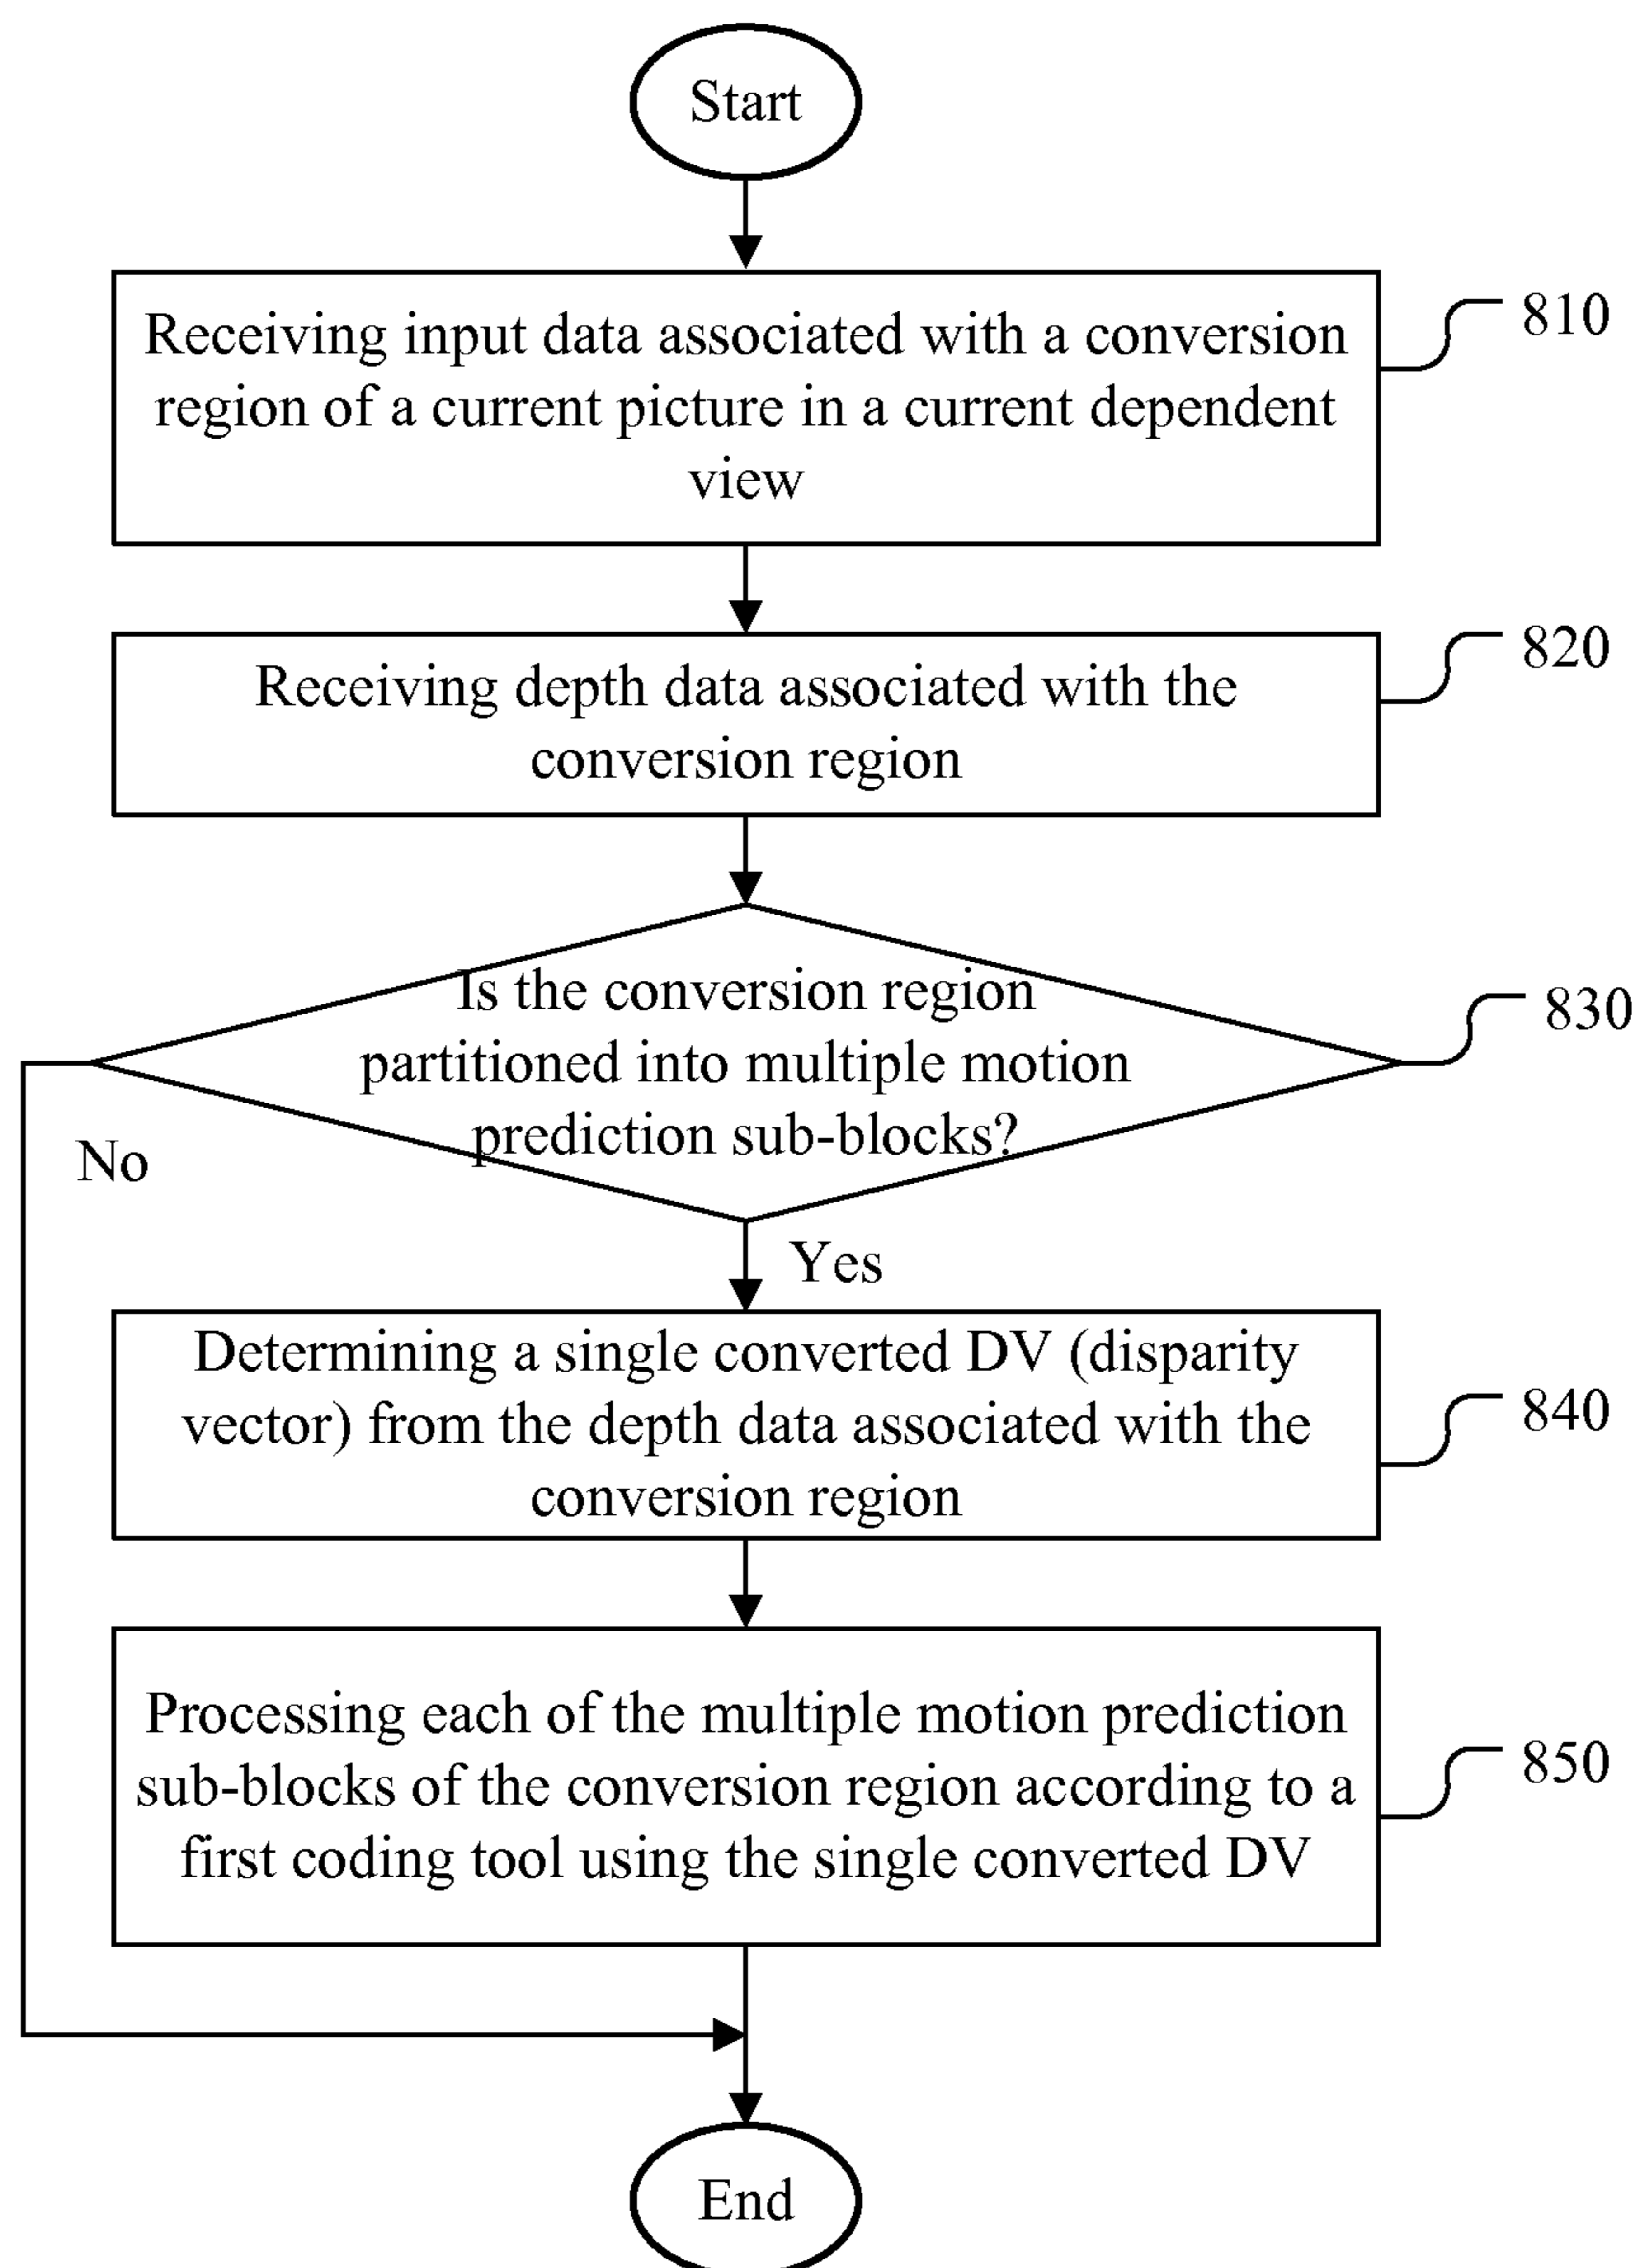 Start
Receiving input data associated with a conversion
region of a current picture in a current dependent
view
810
Receiving depth data associated with the
conversion region
820
Is the conversion region
partitioned into multiple motion
prediction sub-blocks?
830
No
Yes
Determining a single converted DV (disparity
vector) from the depth data associated with the
conversion region
840
Processing each of the multiple motion prediction
sub-blocks of the conversion region according to a
first coding tool using the single converted DV
850
End